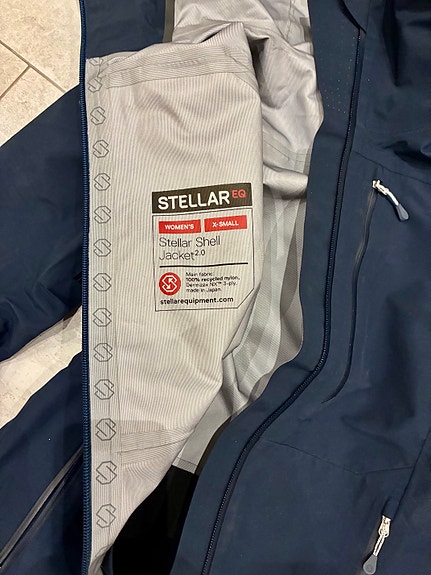 STELLAR EQ
WOMEN'S X-SMALL
Stellar Shell
Jacket 2.0
Main fabric:
100% recycled nylon,
Dermizax NX™ 3-ply,
made in Japan.
stellarequipment.com